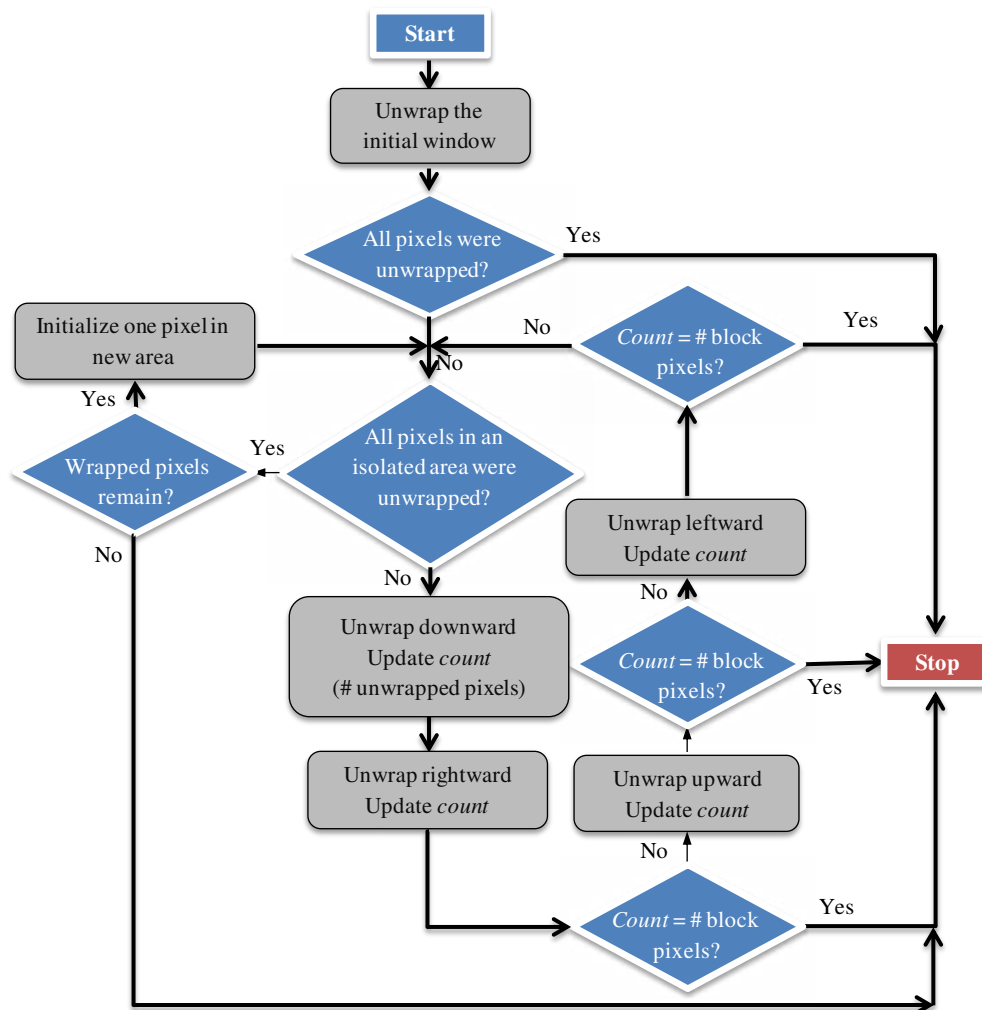 Start
Unwrap the
initial window
All pixels were
unwrapped?
Yes
Initialize one pixel in
new area
No
Count = # block
pixels?
Yes
No
Yes
Wrapped pixels
remain?
Yes
All pixels in an
isolated area were
unwrapped?
No
No
Unwrap leftward
Update count
No
Unwrap downward
Update count
(# unwrapped pixels)
Count = # block
pixels?
Yes
Stop
Unwrap rightward
Update count
Unwrap upward
Update count
No
Count = # block
pixels?
Yes